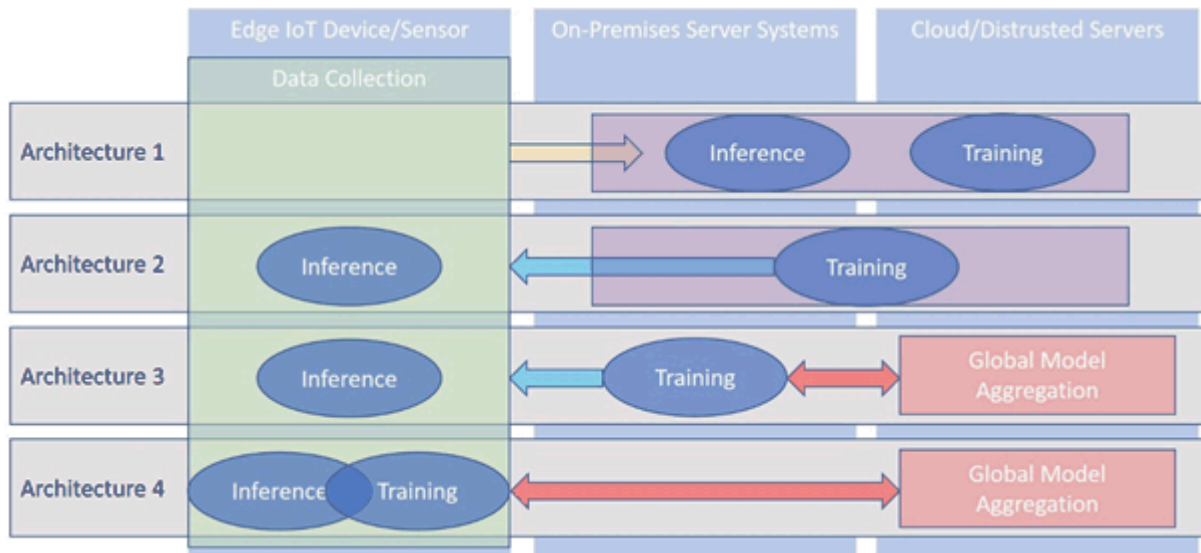 Edge IoT Device/Sensor
On-Premises Server Systems
Cloud/Distrusted Servers
Data Collection
Architecture 1
Inference
Training
Architecture 2
Inference
Training
Architecture 3
Inference
Training
Global Model
Aggregation
Architecture 4
Inference
Training
Global Model
Aggregation